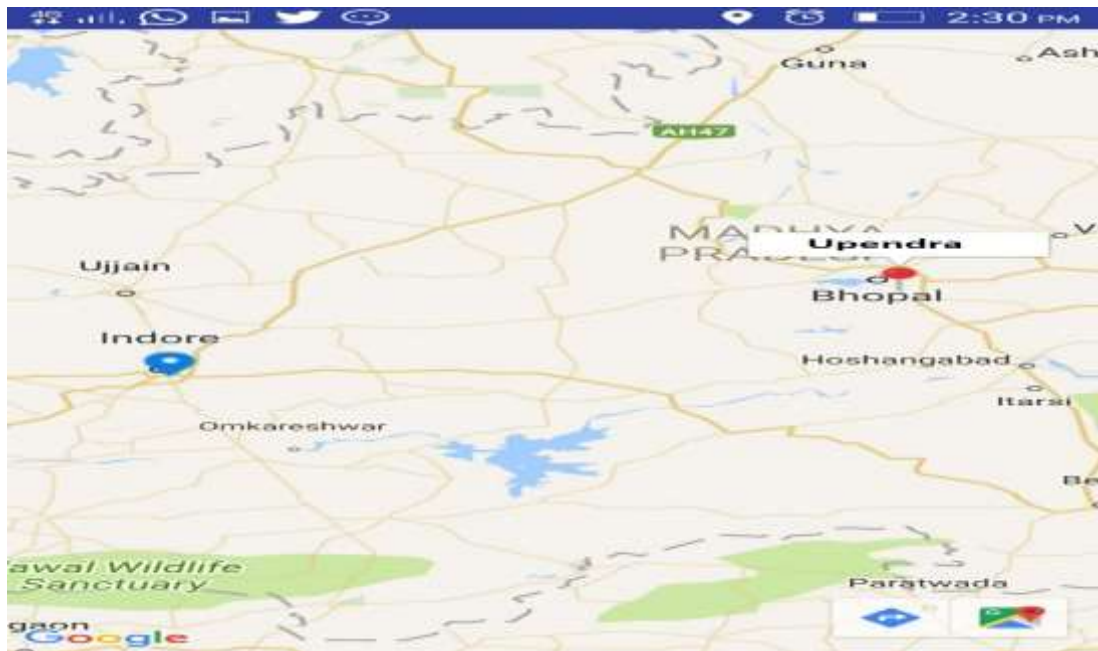 4G
2:30 PM
Guna
Ash
AH47
MADHYA
PRADESH
V
Upendra
Ujjain
Bhopal
Indore
Hoshangabad
Itarsi
Omkareshwar
Be
awal Wildlife
Sanctuary
Paratwada
gaon
Google